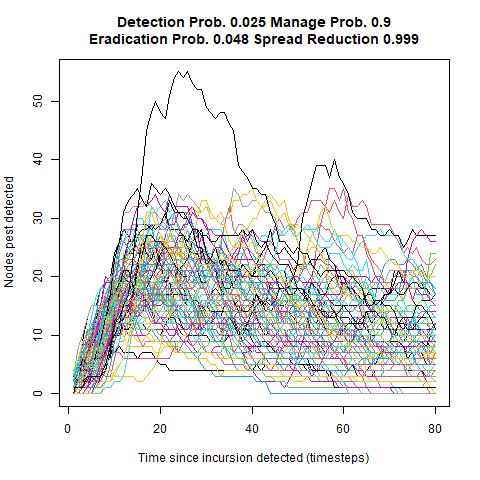 Detection Prob. 0.025 Manage Prob. 0.9
Eradication Prob. 0.048 Spread Reduction 0.999
Nodes pest detected
50
40
30
20
10
0
0 20 40 60 80
Time since incursion detected (timesteps)